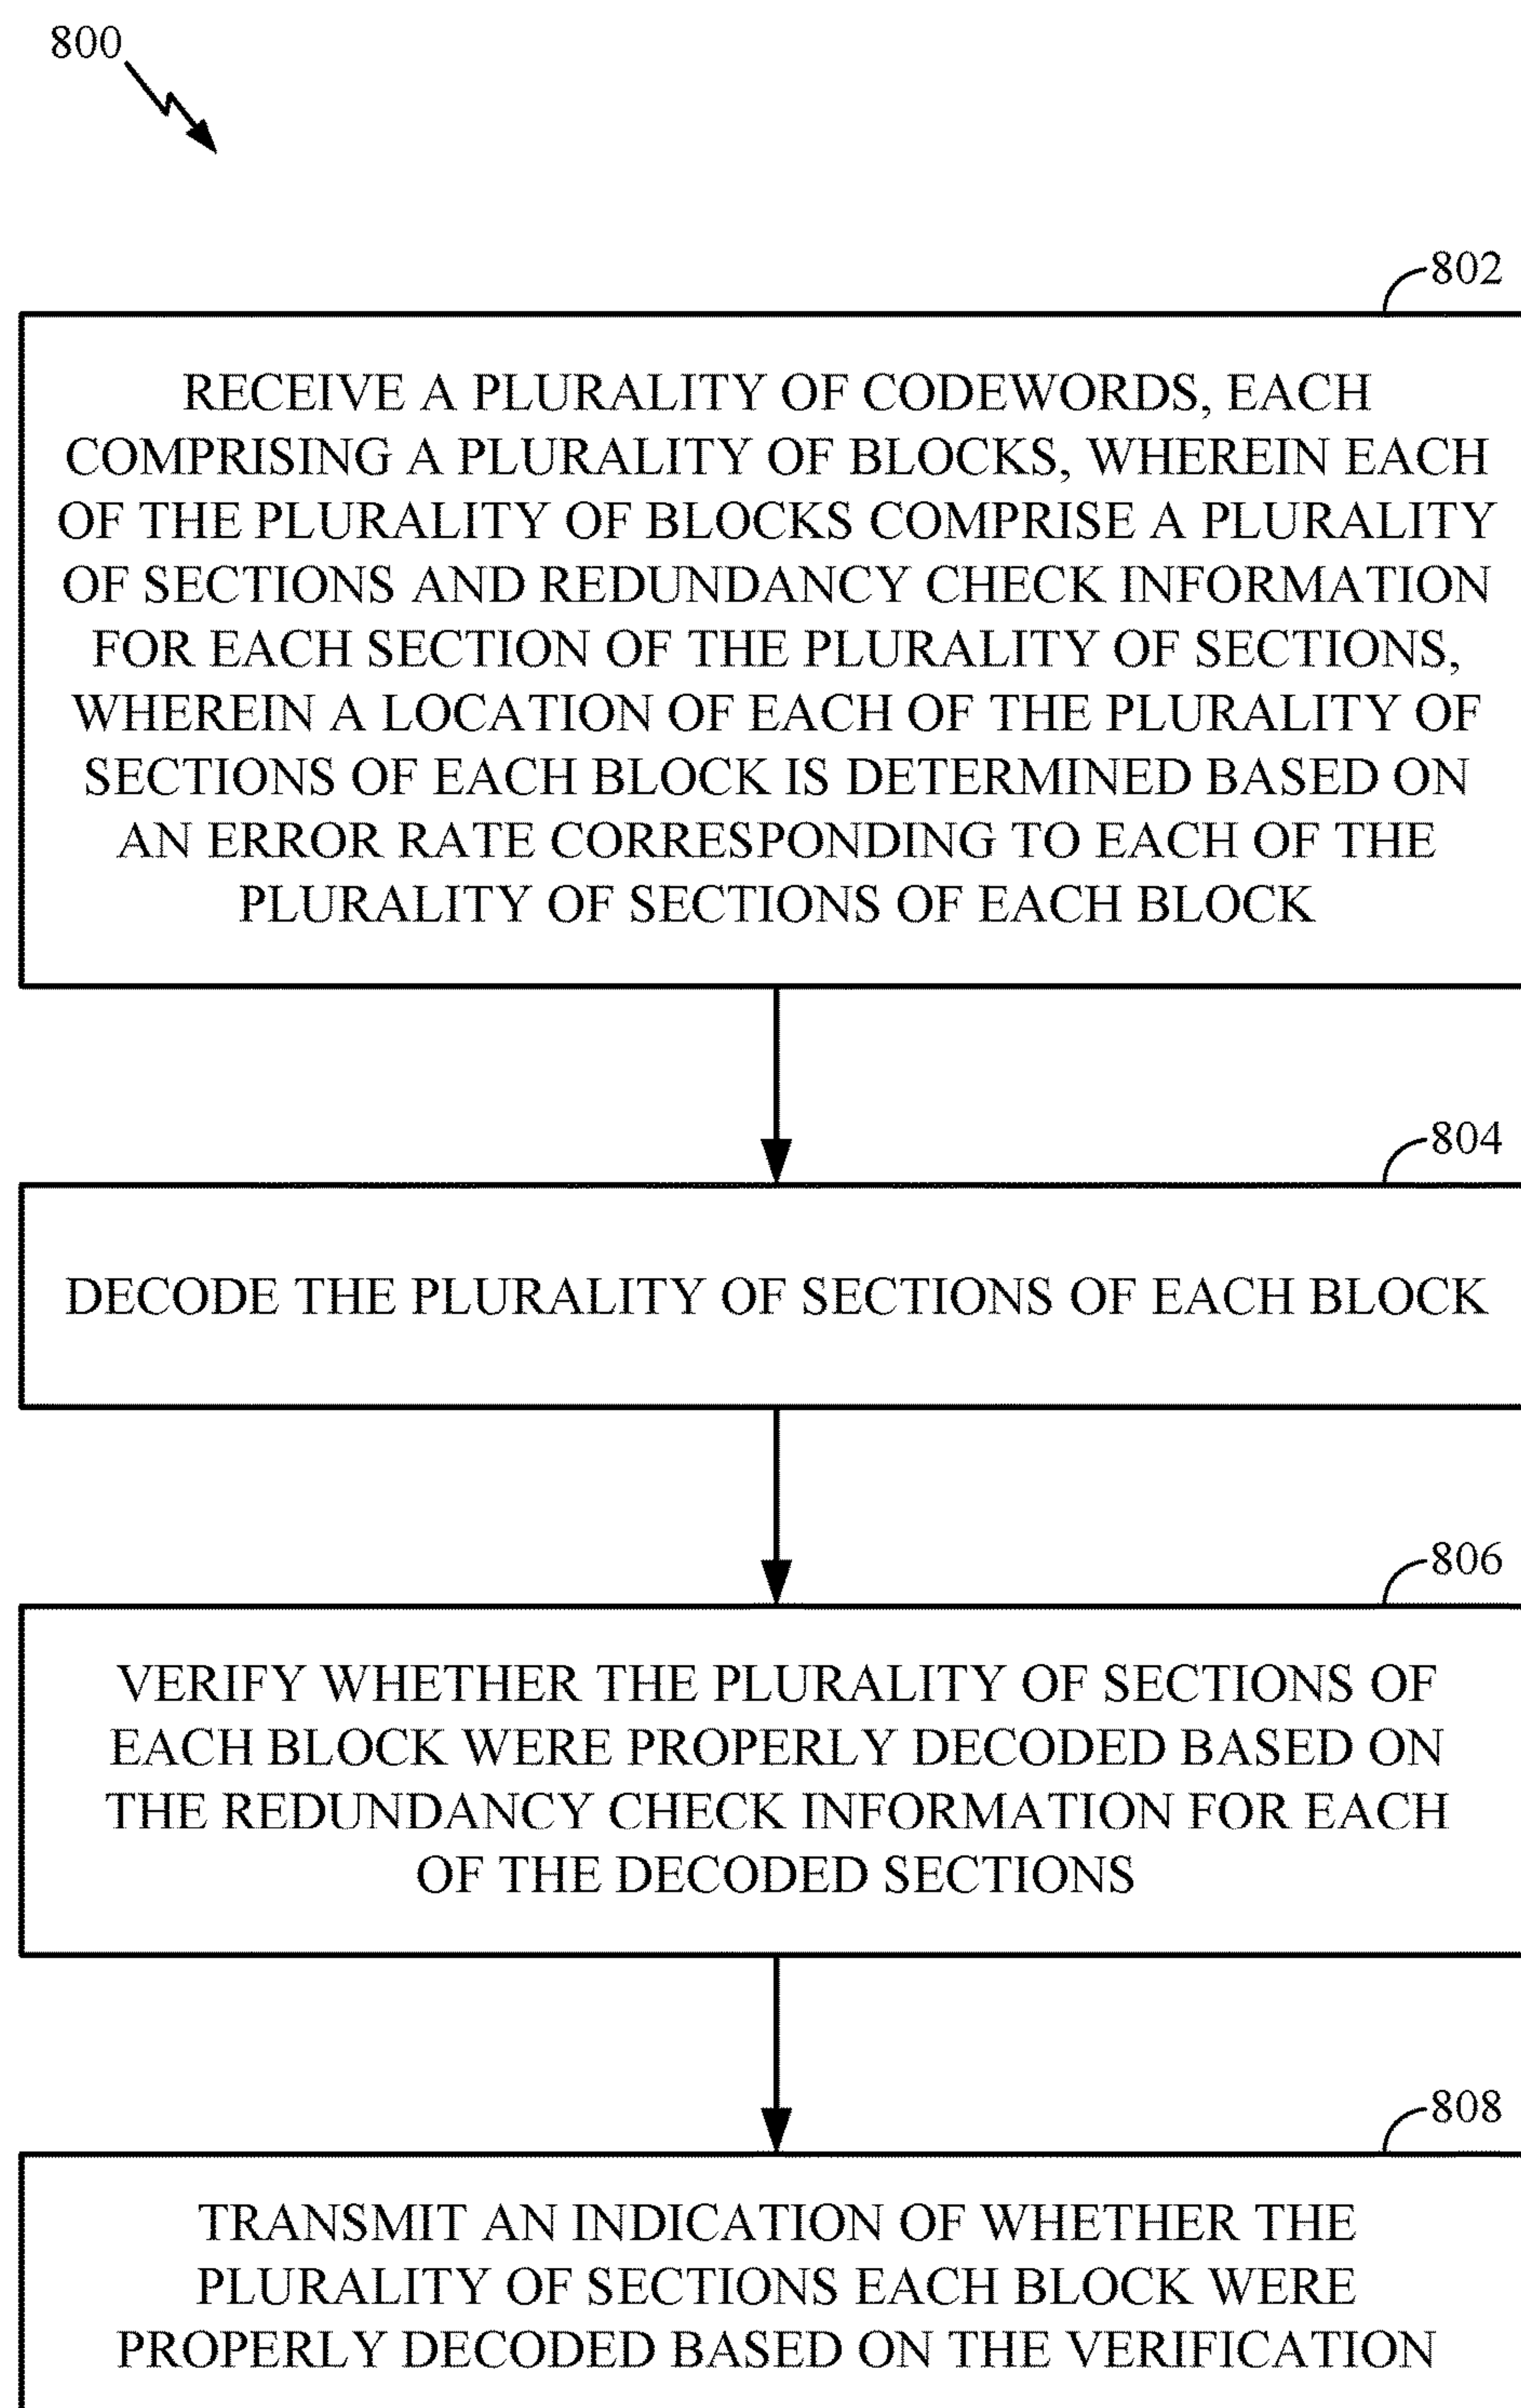 800
802
RECEIVE A PLURALITY OF CODEWORDS, EACH
COMPRISING A PLURALITY OF BLOCKS, WHEREIN EACH
OF THE PLURALITY OF BLOCKS COMPRISE A PLURALITY
OF SECTIONS AND REDUNDANCY CHECK INFORMATION
FOR EACH SECTION OF THE PLURALITY OF SECTIONS,
WHEREIN A LOCATION OF EACH OF THE PLURALITY OF
SECTIONS OF EACH BLOCK IS DETERMINED BASED ON
AN ERROR RATE CORRESPONDING TO EACH OF THE
PLURALITY OF SECTIONS OF EACH BLOCK
804
DECODE THE PLURALITY OF SECTIONS OF EACH BLOCK
806
VERIFY WHETHER THE PLURALITY OF SECTIONS OF
EACH BLOCK WERE PROPERLY DECODED BASED ON
THE REDUNDANCY CHECK INFORMATION FOR EACH
OF THE DECODED SECTIONS
808
TRANSMIT AN INDICATION OF WHETHER THE
PLURALITY OF SECTIONS EACH BLOCK WERE
PROPERLY DECODED BASED ON THE VERIFICATION